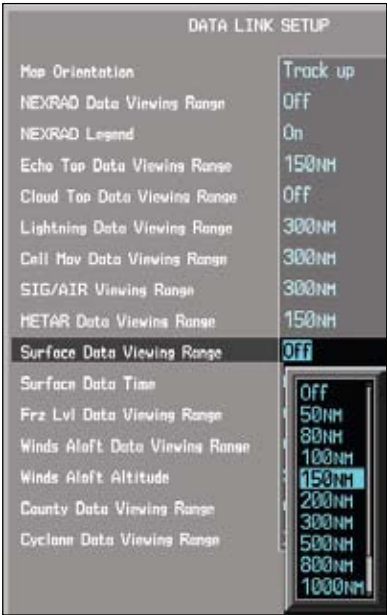 DATA LINK SETUP
Map Orientation Track up
NEXRAD Data Viewing Range Off
NEXRAD Legend On
Echo Top Data Viewing Range 150NM
Cloud Top Data Viewing Range Off
Lightning Data Viewing Range 300NM
Cell Mov Data Viewing Range 300NM
SIG/AIR Viewing Range 300NM
METAR Data Viewing Range 150NM
Surface Data Viewing Range Off
Surface Data Time
Frz Lvl Data Viewing Range
Winds Aloft Data Viewing Range
Winds Aloft Altitude
County Data Viewing Range
Cyclone Data Viewing Range
Off
50NM
80NM
100NM
150NM
200NM
300NM
500NM
800NM
1000NM